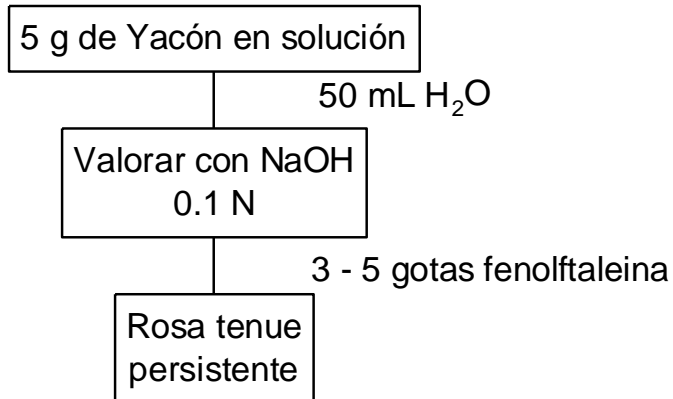 5 g de Yacón en solución
50 mL H₂O
Valorar con NaOH
0.1 N
3 - 5 gotas fenolftaleina
Rosa tenue
persistente